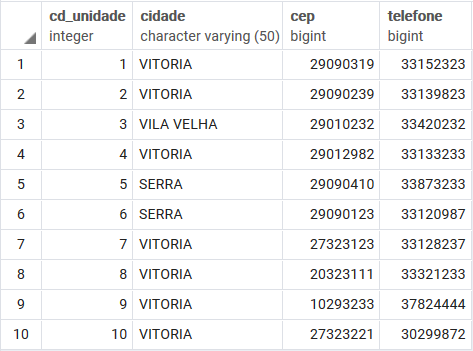 cd_unidade cidade cep telefone
integer character varying (50) bigint bigint
1 1 VITORIA 29090319 33152323
2 2 VITORIA 29090239 33139823
3 3 VILA VELHA 29010232 33420232
4 4 VITORIA 29012982 33133233
5 5 SERRA 29090410 33873233
6 6 SERRA 29090123 33120987
7 7 VITORIA 27323123 33128237
8 8 VITORIA 20323111 33321233
9 9 VITORIA 10293233 37824444
10 10 VITORIA 27323221 30299872